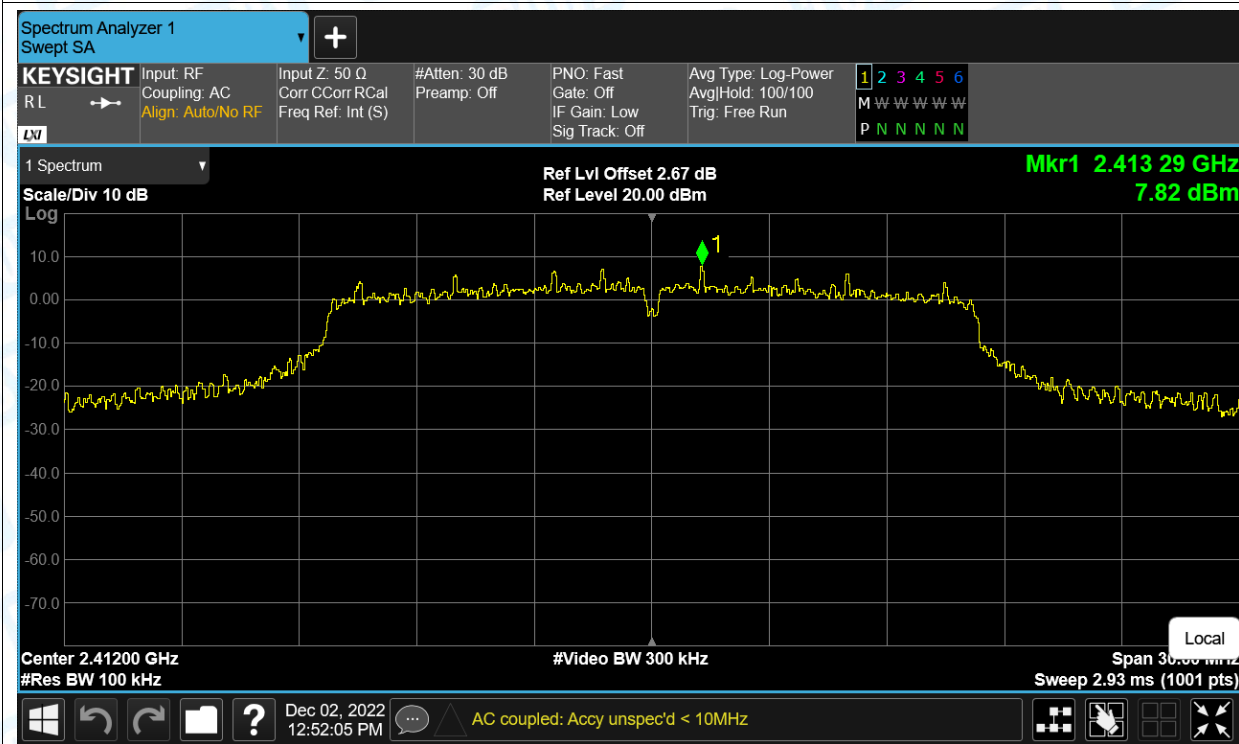 Spectrum Analyzer 1
Swept SA
KEYSIGHT
R L
LXI
Input: RF
Coupling: AC
Align: Auto/No RF
Input Z: 50 Ω
Corr CCorr RCal
Freq Ref: Int (S)
#Atten: 30 dB
Preamp: Off
PNO: Fast
Gate: Off
IF Gain: Low
Sig Track: Off
Avg Type: Log-Power
Avg|Hold: 100/100
Trig: Free Run
1 2 3 4 5 6
M W W W W W W
P N N N N N N
1 Spectrum
Scale/Div 10 dB
Log
Ref Lvl Offset 2.67 dB
Ref Level 20.00 dBm
Mkr1 2.413 29 GHz
7.82 dBm
1
10.0
0.00
-10.0
-20.0
-30.0
-40.0
-50.0
-60.0
-70.0
Local
Center 2.41200 GHz
#Video BW 300 kHz
Span 30.00 MHz
#Res BW 100 kHz
Sweep 2.93 ms (1001 pts)
?
Dec 02, 2022
12:52:05 PM
AC coupled: Accy unspec'd < 10MHz